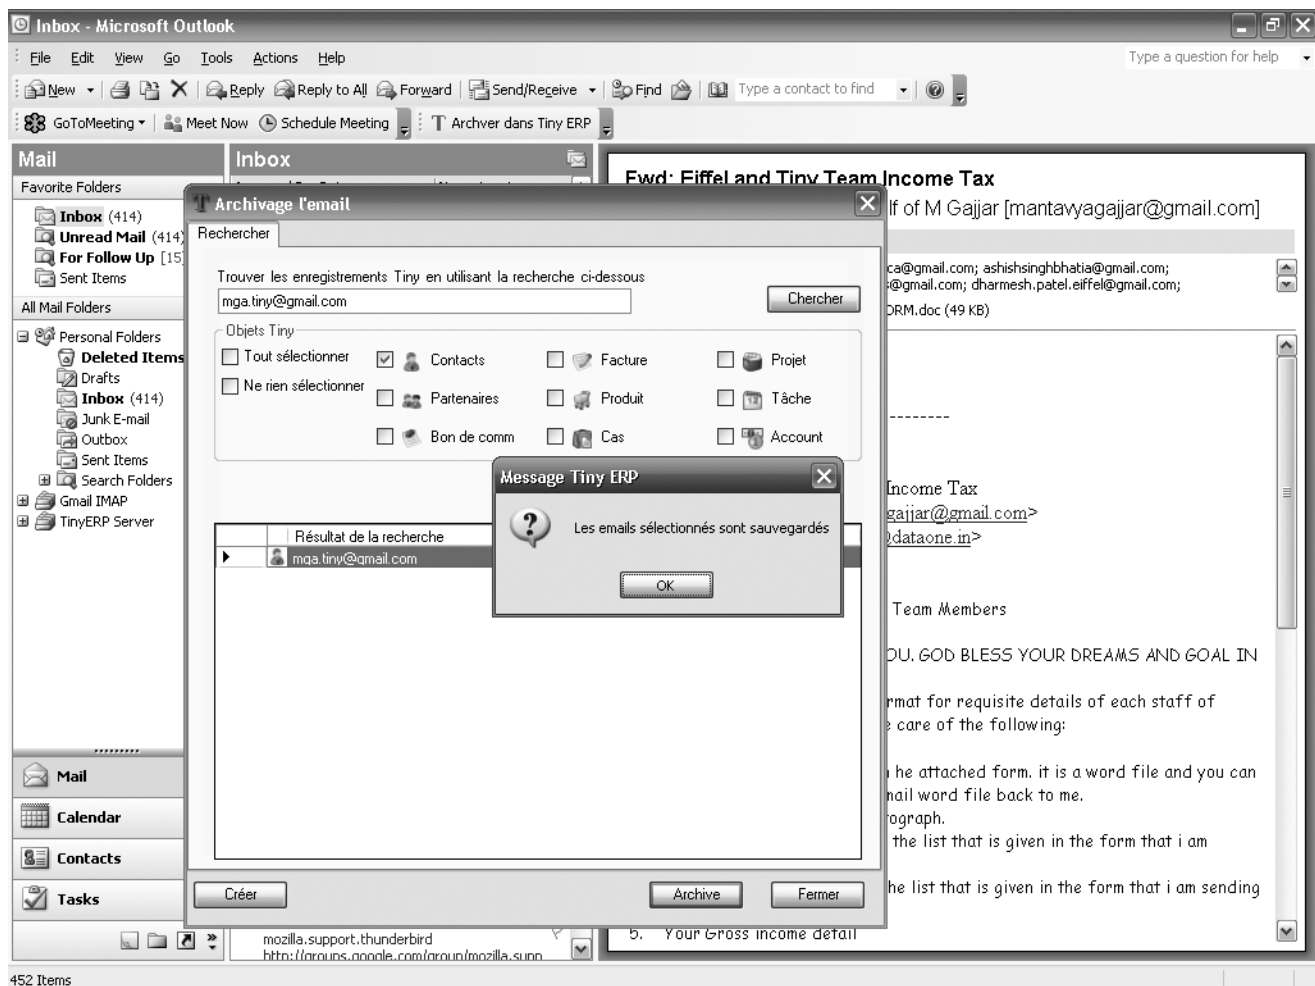 Inbox - Microsoft Outlook
File Edit View Go Tools Actions Help
Type a question for help
New Reply Reply to All Forward Send/Receive Find Type a contact to find
GoToMeeting Meet Now Schedule Meeting Archver dans Tiny ERP
Mail
Favorite Folders
Inbox (414)
Unread Mail (414)
For Follow Up [15
Sent Items
All Mail Folders
Personal Folders
Deleted Items
Drafts
Inbox (414)
Junk E-mail
Outbox
Sent Items
Search Folders
Gmail IMAP
TinyERP Server
Mail
Calendar
Contacts
Tasks
452 Items
Inbox
mozilla.support.thunderbird
http://groups.google.com/group/mozilla.supp
Archivage l'email
Rechercher
Trouver les enregistrements Tiny en utilisant la recherche ci-dessous
mga.tiny@gmail.com
Chercher
Objets Tiny
Tout sélectionner Contacts Facture Projet
Ne rien sélectionner Partenaires Produit Tâche
Bon de comm Cas Account
Résultat de la recherche
mga.tiny@gmail.com
Message Tiny ERP
Les emails sélectionnés sont sauvegardés
OK
Créer Archive Fermer
Fwd: Eiffel and Tiny Team Income Tax
lf of M Gajjar [mantavyagajjar@gmail.com]
ca@gmail.com; ashishsinghbhatia@gmail.com;
s@gmail.com; dharmesh.patel.eiffel@gmail.com;
ORM.doc (49 KB)
--------
Income Tax
gajjar@gmail.com>
@dataone.in>
Team Members
OU. GOD BLESS YOUR DREAMS AND GOAL IN
rmat for requisite details of each staff of
e care of the following:
he attached form. it is a word file and you can
mail word file back to me.
ograph.
the list that is given in the form that i am
he list that is given in the form that i am sending
5. Your Gross income detail